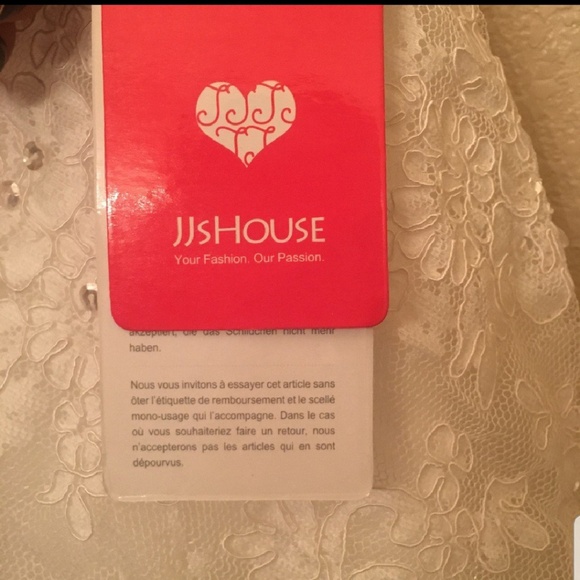 JJsHOUSE
Your Fashion. Our Passion.
akzeptien, die das Schildchen nicht mehr
haben.
Nous vous invitons à essayer cet article sans
ôter l'étiquette de remboursement et le scellé
mono-usage qui l'accompagne. Dans le cas
où vous souhaiteriez faire un retour, nous
n'accepterons pas les articles qui en sont
dépourvus.